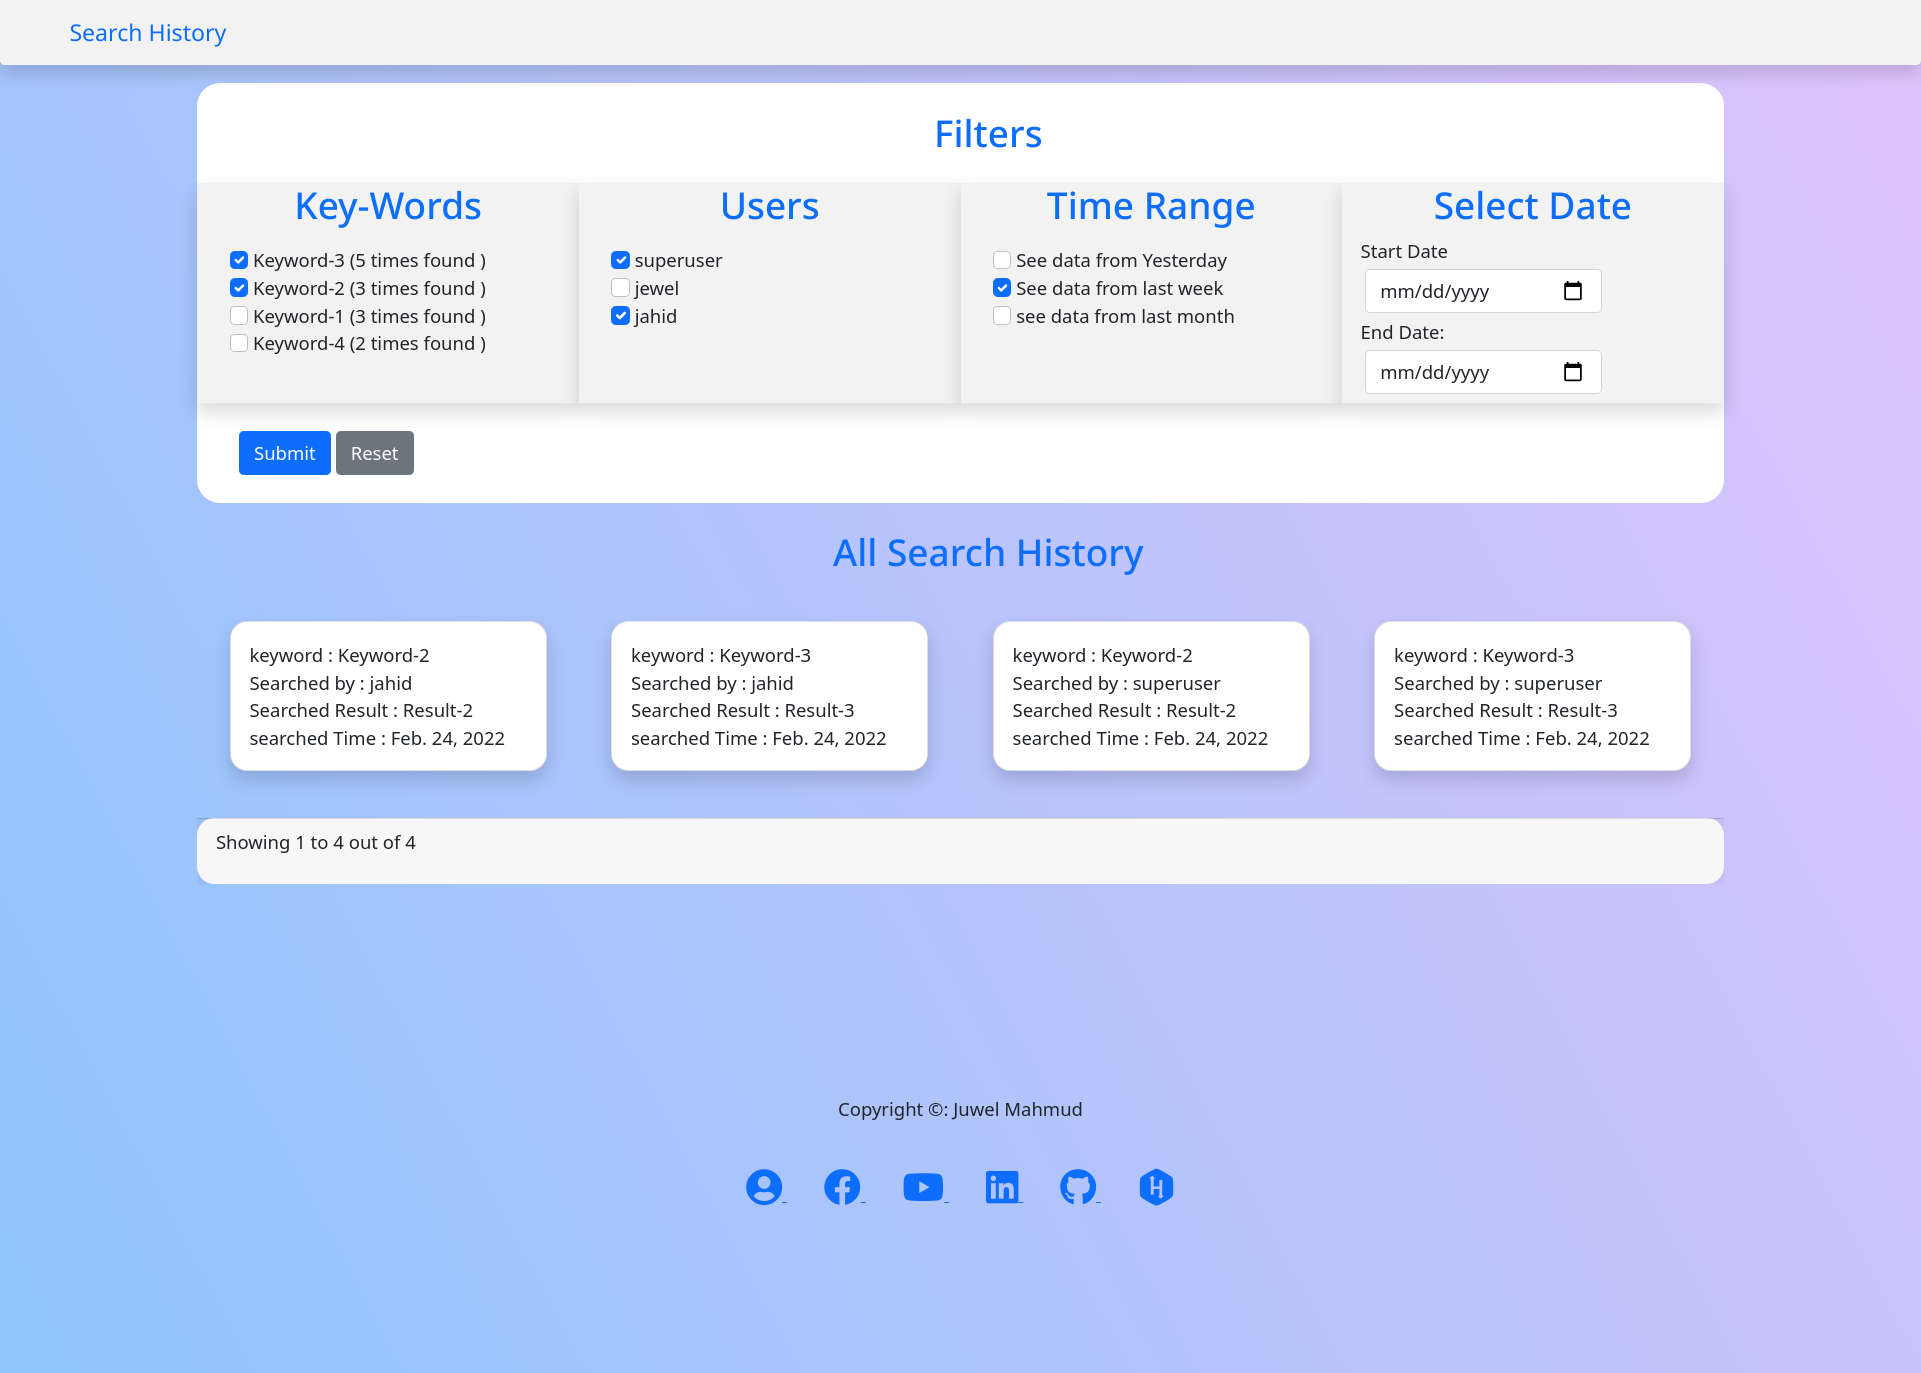 Search History
Filters
Key-Words
Keyword-3 (5 times found )
Keyword-2 (3 times found )
Keyword-1 (3 times found )
Keyword-4 (2 times found )
Users
superuser
jewel
jahid
Time Range
See data from Yesterday
See data from last week
see data from last month
Select Date
Start Date
mm/dd/yyyy
End Date:
mm/dd/yyyy
Submit
Reset
All Search History
keyword : Keyword-2
Searched by : jahid
Searched Result : Result-2
searched Time : Feb. 24, 2022
keyword : Keyword-3
Searched by : jahid
Searched Result : Result-3
searched Time : Feb. 24, 2022
keyword : Keyword-2
Searched by : superuser
Searched Result : Result-2
searched Time : Feb. 24, 2022
keyword : Keyword-3
Searched by : superuser
Searched Result : Result-3
searched Time : Feb. 24, 2022
Showing 1 to 4 out of 4
Copyright ©: Juwel Mahmud